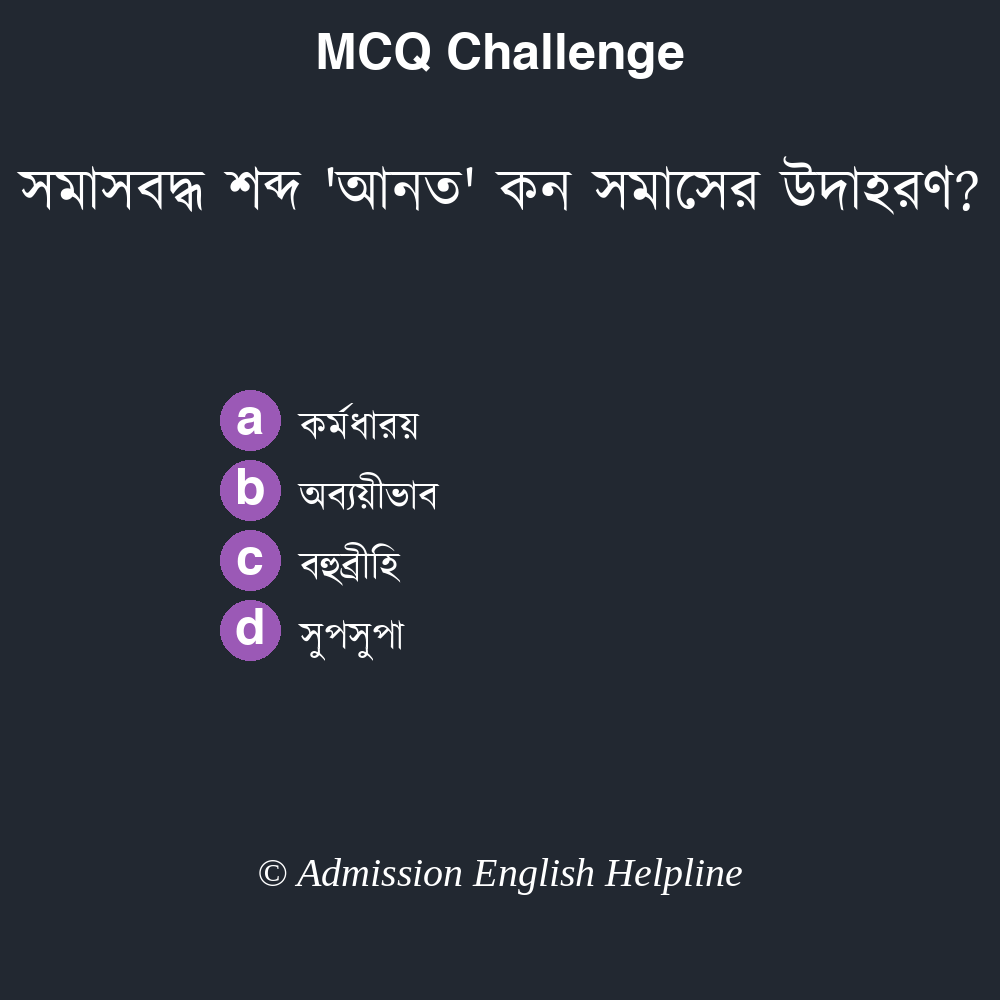 MCQ Challenge
সমাসবদ্ধ শব্দ 'আনত' কন সমাসের উদাহরণ?
a কর্মধারয়
b অব্যয়ীভাব
c বহুব্রীহি
d সুপসুপা
© Admission English Helpline